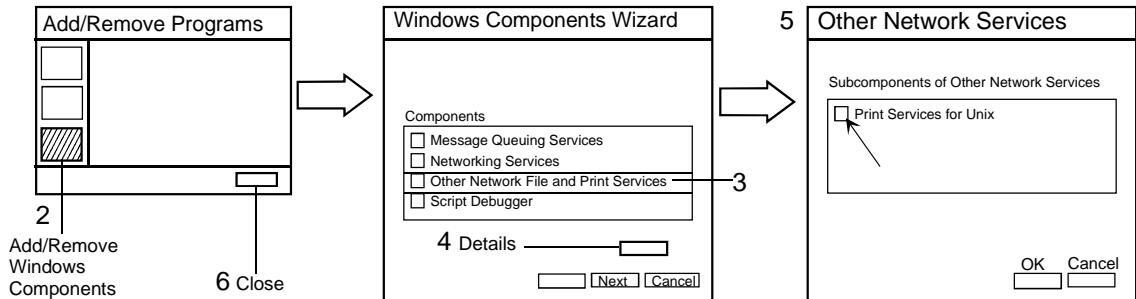 Add/Remove Programs
2
Add/Remove
Windows
Components
6 Close
Windows Components Wizard
Components
Message Queuing Services
Networking Services
Other Network File and Print Services
3
Script Debugger
4 Details
Next Cancel
5
Other Network Services
Subcomponents of Other Network Services
Print Services for Unix
OK Cancel